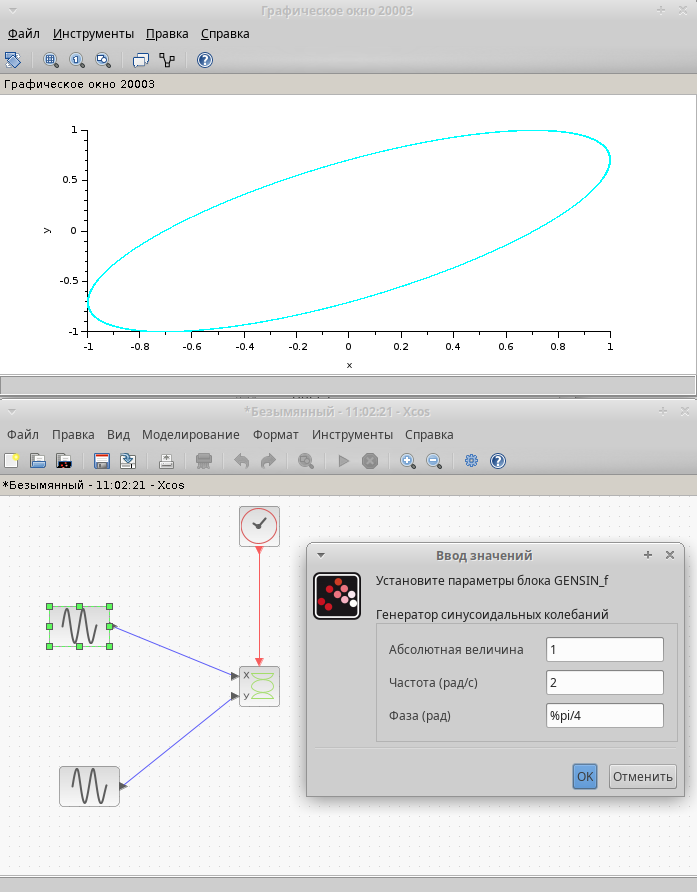 Графическое окно 20003
Файл Инструменты Правка Справка
Графическое окно 20003
1
0.5
0
-0.5
-1
y
-1 -0.8 -0.6 -0.4 -0.2 0 0.2 0.4 0.6 0.8 1
x
*Безымянный - 11:02:21 - Xcos
Файл Правка Вид Моделирование Формат Инструменты Справка
*Безымянный - 11:02:21 - Xcos
X
У
Ввод значений
Установите параметры блока GENSIN_f
Генератор синусоидальных колебаний
Абсолютная величина 1
Частота (рад/с) 2
Фаза (рад) %pi/4
OK Отменить